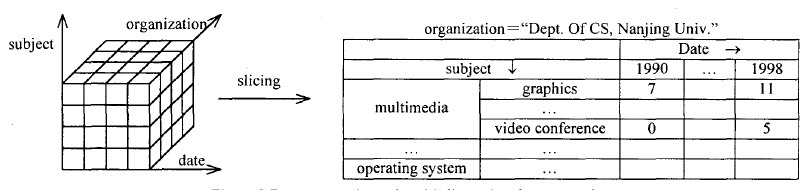 organization
subject
slicing
date
organization="Dept. Of CS, Nanjing Univ."
Date →
subject ↓ 1990 ... 1998
multimedia graphics 7 11
...
video conference 0 5
... ...
operating system ...